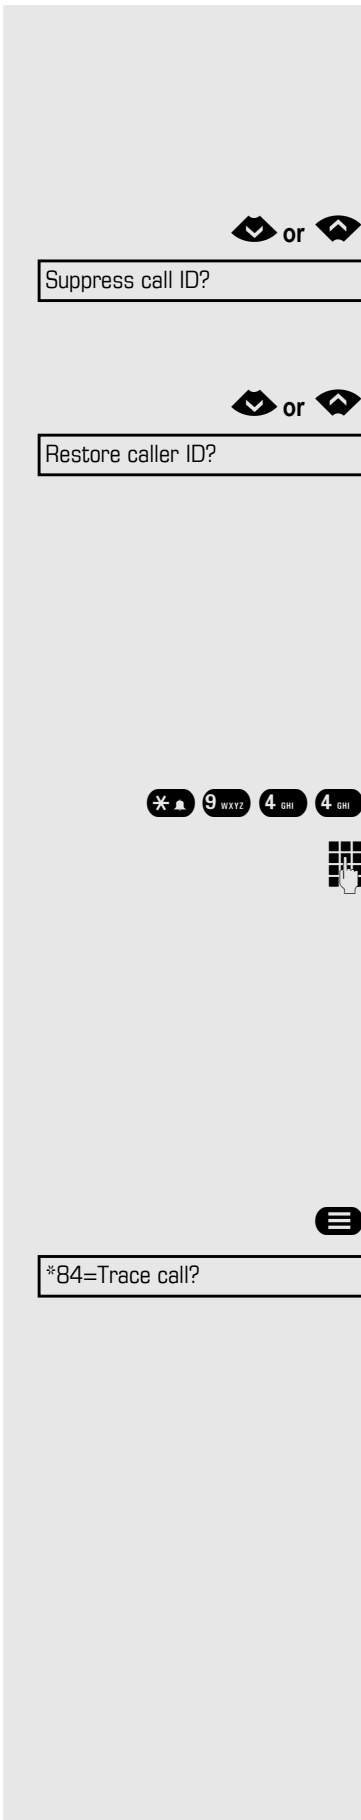 or
Suppress call ID?
or
Restore caller ID?
9 WXYZ 4 GHI 4 GHI
*84=Trace call?